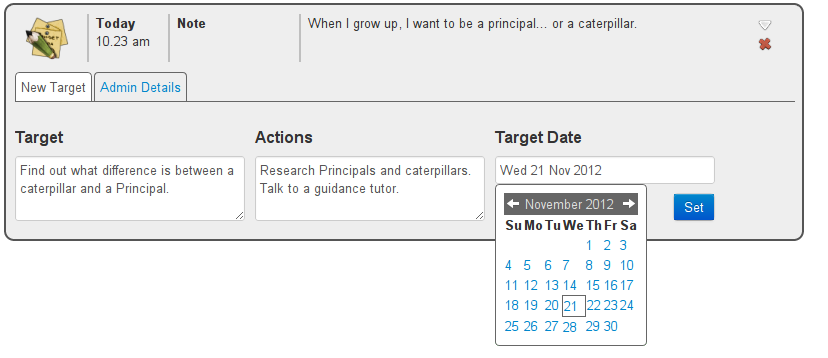 Today
10.23 am
Note
When I grow up, I want to be a principal... or a caterpillar.
New Target
Admin Details
Target
Find out what difference is between a
caterpillar and a Principal.
Actions
Research Principals and caterpillars.
Talk to a guidance tutor.
Target Date
Wed 21 Nov 2012
November 2012
Su Mo Tu We Th Fr Sa
1 2 3
4 5 6 7 8 9 10
11 12 13 14 15 16 17
18 19 20 21 22 23 24
25 26 27 28 29 30
Set